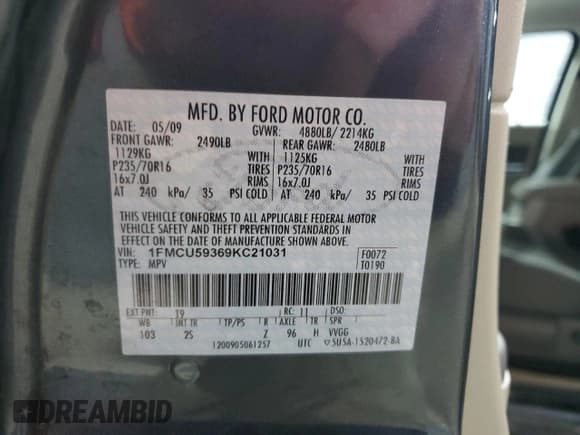 MFD. BY FORD MOTOR CO.
DATE: 05/09 GVWR: 4880LB/ 2214KG
FRONT GAWR: 2490LB REAR GAWR: 2480LB
1129KG WITH 1125KG WITH
P235/70R16 TIRES P235/70R16 TIRES
16x7.0J RIMS 16x7.0J RIMS
AT 240 kPa/ 35 PSI COLD AT 240 kPa/ 35 PSI COLD
THIS VEHICLE CONFORMS TO ALL APPLICABLE FEDERAL MOTOR
VEHICLE SAFETY AND THEFT PREVENTION STANDARDS IN
EFFECT ON THE DATE OF MANUFACTURE SHOWN ABOVE.
VIN: 1FMCU59369KC21031 F0072
TYPE: MPV T0190
EXT PNT: T9 RC: 11 DSO:
WB INT TR TP/PS R AXLE TR SPR
103 2S Z 96 H VVGG
1200905061257 UTC 5U5A-1520472-BA
DREAMBID